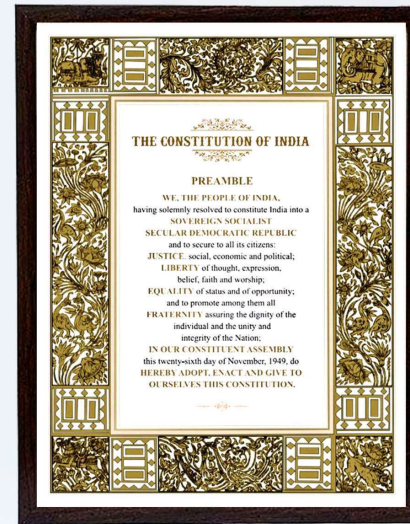 THE CONSTITUTION OF INDIA
PREAMBLE
WE, THE PEOPLE OF INDIA,
having solemnly resolved to constitute India into a
SOVEREIGN SOCIALIST
SECULAR DEMOCRATIC REPUBLIC
and to secure to all its citizens:
JUSTICE, social, economic and political;
LIBERTY of thought, expression,
belief, faith and worship;
EQUALITY of status and of opportunity;
and to promote among them all
FRATERNITY assuring the dignity of the
individual and the unity and
integrity of the Nation;
IN OUR CONSTITUENT ASSEMBLY
this twenty-sixth day of November, 1949, do
HEREBY ADOPT, ENACT AND GIVE TO
OURSELVES THIS CONSTITUTION.